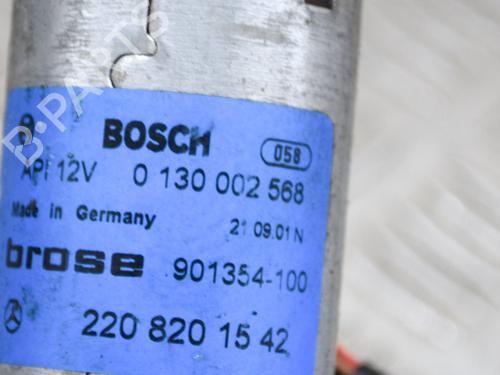 B-PARTS
BOSCH 058
API 12V 0 130 002 568
Made in Germany 21 09.01 N
brose 901354-100
220 820 15 42